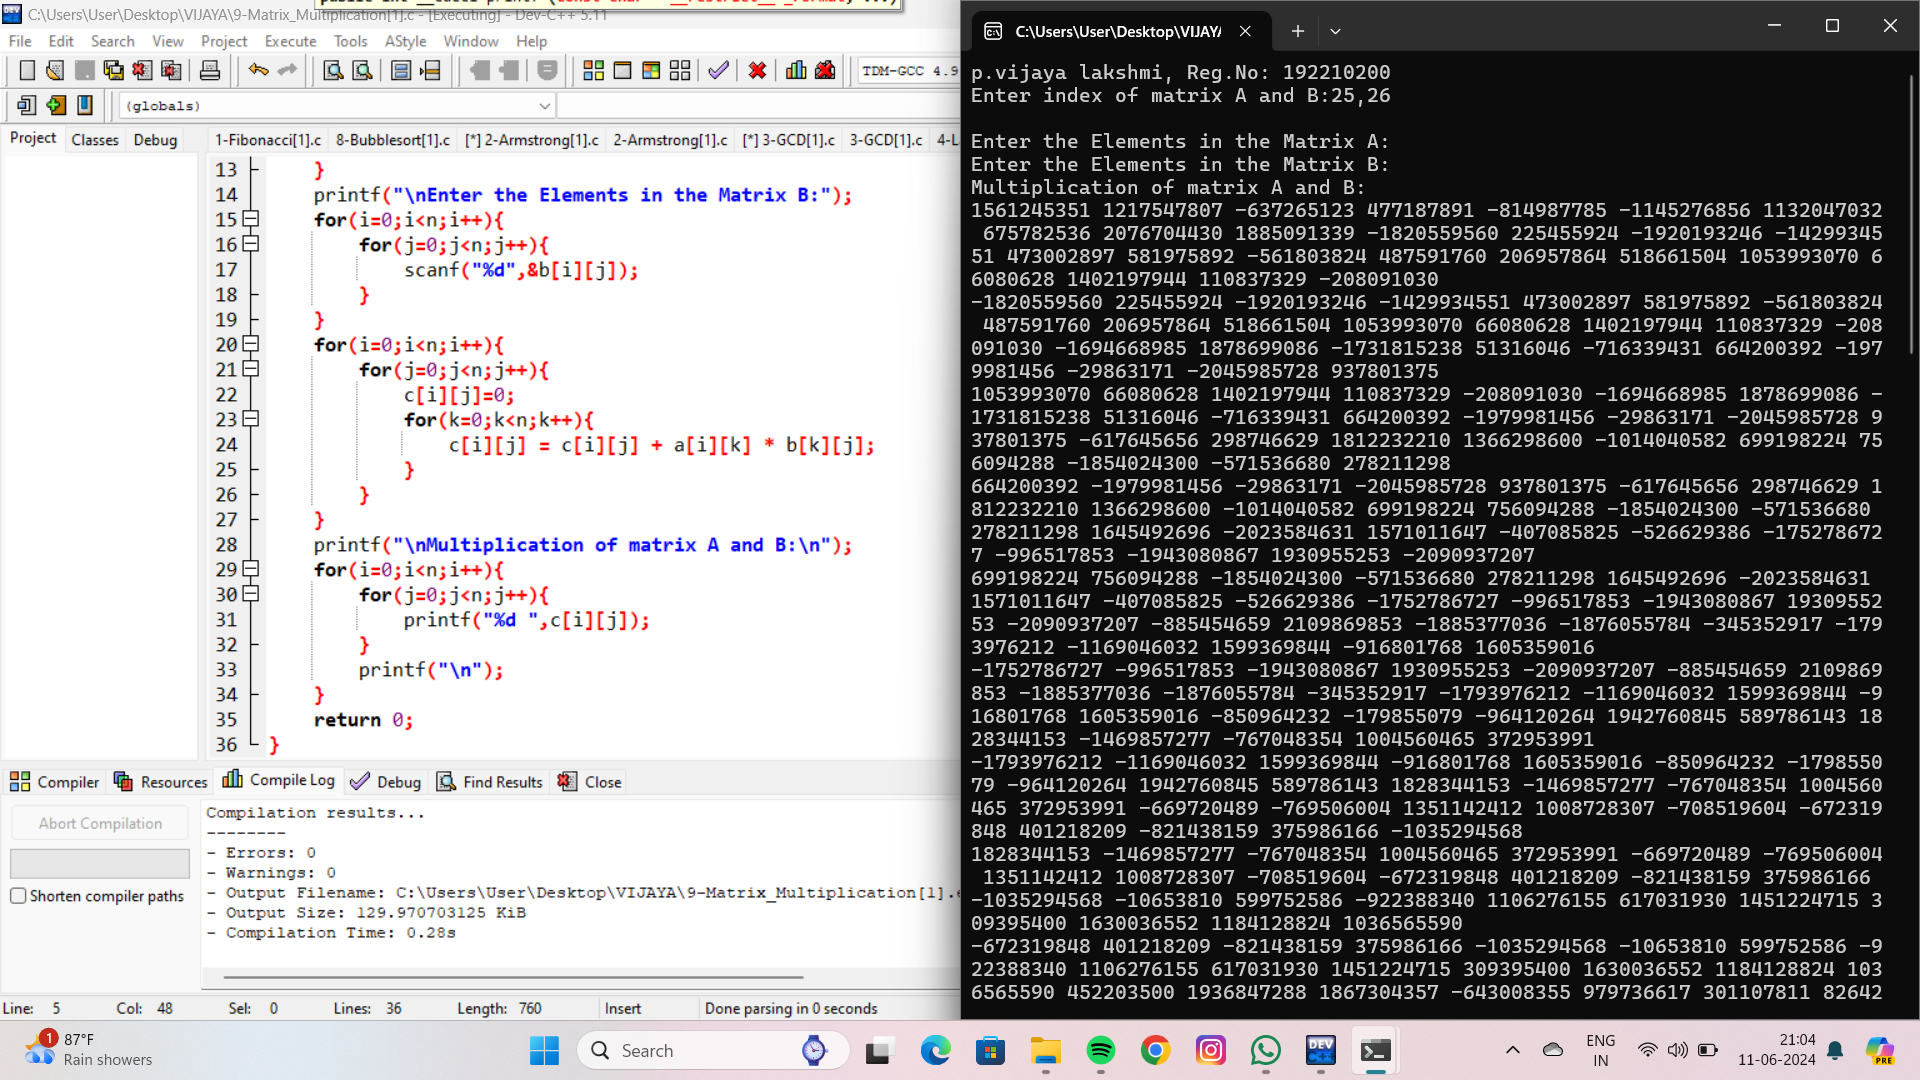 public int __cdecl printf (const char * __restrict__ _Format, ...)
C:\Users\User\Desktop\VIJAYA\9-Matrix_Multiplication[1].c - [Executing] - Dev-C++ 5.11
File Edit Search View Project Execute Tools AStyle Window Help
TDM-GCC 4.9
(globals)
Project Classes Debug
1-Fibonacci[1].c 8-Bubblesort[1].c [*] 2-Armstrong[1].c 2-Armstrong[1].c [*] 3-GCD[1].c 3-GCD[1].c 4-L
13 }
14 printf("\nEnter the Elements in the Matrix B:");
15 for(i=0;i<n;i++){
16 for(j=0;j<n;j++){
17 scanf("%d",&b[i][j]);
18 }
19 }
20 for(i=0;i<n;i++){
21 for(j=0;j<n;j++){
22 c[i][j]=0;
23 for(k=0;k<n;k++){
24 c[i][j] = c[i][j] + a[i][k] * b[k][j];
25 }
26 }
27 }
28 printf("\nMultiplication of matrix A and B:\n");
29 for(i=0;i<n;i++){
30 for(j=0;j<n;j++){
31 printf("%d ",c[i][j]);
32 }
33 printf("\n");
34 }
35 return 0;
36 }
Compiler Resources Compile Log Debug Find Results Close
Abort Compilation
Shorten compiler paths
Compilation results...
--------
- Errors: 0
- Warnings: 0
- Output Filename: C:\Users\User\Desktop\VIJAYA\9-Matrix_Multiplication[1].e
- Output Size: 129.970703125 KiB
- Compilation Time: 0.28s
Line: 5 Col: 48 Sel: 0 Lines: 36 Length: 760 Insert Done parsing in 0 seconds
C:\Users\User\Desktop\VIJAYA
p.vijaya lakshmi, Reg.No: 192210200
Enter index of matrix A and B:25,26
Enter the Elements in the Matrix A:
Enter the Elements in the Matrix B:
Multiplication of matrix A and B:
1561245351 1217547807 -637265123 477187891 -814987785 -1145276856 1132047032
675782536 2076704430 1885091339 -1820559560 225455924 -1920193246 -14299345
51 473002897 581975892 -561803824 487591760 206957864 518661504 1053993070 6
6080628 1402197944 110837329 -208091030
-1820559560 225455924 -1920193246 -1429934551 473002897 581975892 -561803824
487591760 206957864 518661504 1053993070 66080628 1402197944 110837329 -208
091030 -1694668985 1878699086 -1731815238 51316046 -716339431 664200392 -197
9981456 -29863171 -2045985728 937801375
1053993070 66080628 1402197944 110837329 -208091030 -1694668985 1878699086 -
1731815238 51316046 -716339431 664200392 -1979981456 -29863171 -2045985728 9
37801375 -617645656 298746629 1812232210 1366298600 -1014040582 699198224 75
6094288 -1854024300 -571536680 278211298
664200392 -1979981456 -29863171 -2045985728 937801375 -617645656 298746629 1
812232210 1366298600 -1014040582 699198224 756094288 -1854024300 -571536680
278211298 1645492696 -2023584631 1571011647 -407085825 -526629386 -175278672
7 -996517853 -1943080867 1930955253 -2090937207
699198224 756094288 -1854024300 -571536680 278211298 1645492696 -2023584631
1571011647 -407085825 -526629386 -1752786727 -996517853 -1943080867 19309552
53 -2090937207 -885454659 2109869853 -1885377036 -1876055784 -345352917 -179
3976212 -1169046032 1599369844 -916801768 1605359016
-1752786727 -996517853 -1943080867 1930955253 -2090937207 -885454659 2109869
853 -1885377036 -1876055784 -345352917 -1793976212 -1169046032 1599369844 -9
16801768 1605359016 -850964232 -179855079 -964120264 1942760845 589786143 18
28344153 -1469857277 -767048354 1004560465 372953991
-1793976212 -1169046032 1599369844 -916801768 1605359016 -850964232 -1798550
79 -964120264 1942760845 589786143 1828344153 -1469857277 -767048354 1004560
465 372953991 -669720489 -769506004 1351142412 1008728307 -708519604 -672319
848 401218209 -821438159 375986166 -1035294568
1828344153 -1469857277 -767048354 1004560465 372953991 -669720489 -769506004
1351142412 1008728307 -708519604 -672319848 401218209 -821438159 375986166
-1035294568 -10653810 599752586 -922388340 1106276155 617031930 1451224715 3
09395400 1630036552 1184128824 1036565590
-672319848 401218209 -821438159 375986166 -1035294568 -10653810 599752586 -9
22388340 1106276155 617031930 1451224715 309395400 1630036552 1184128824 103
6565590 452203500 1936847288 1867304357 -643008355 979736617 301107811 82642
1
87°F
Rain showers
Search
DEV
PRE
ENG
IN
21:04
11-06-2024